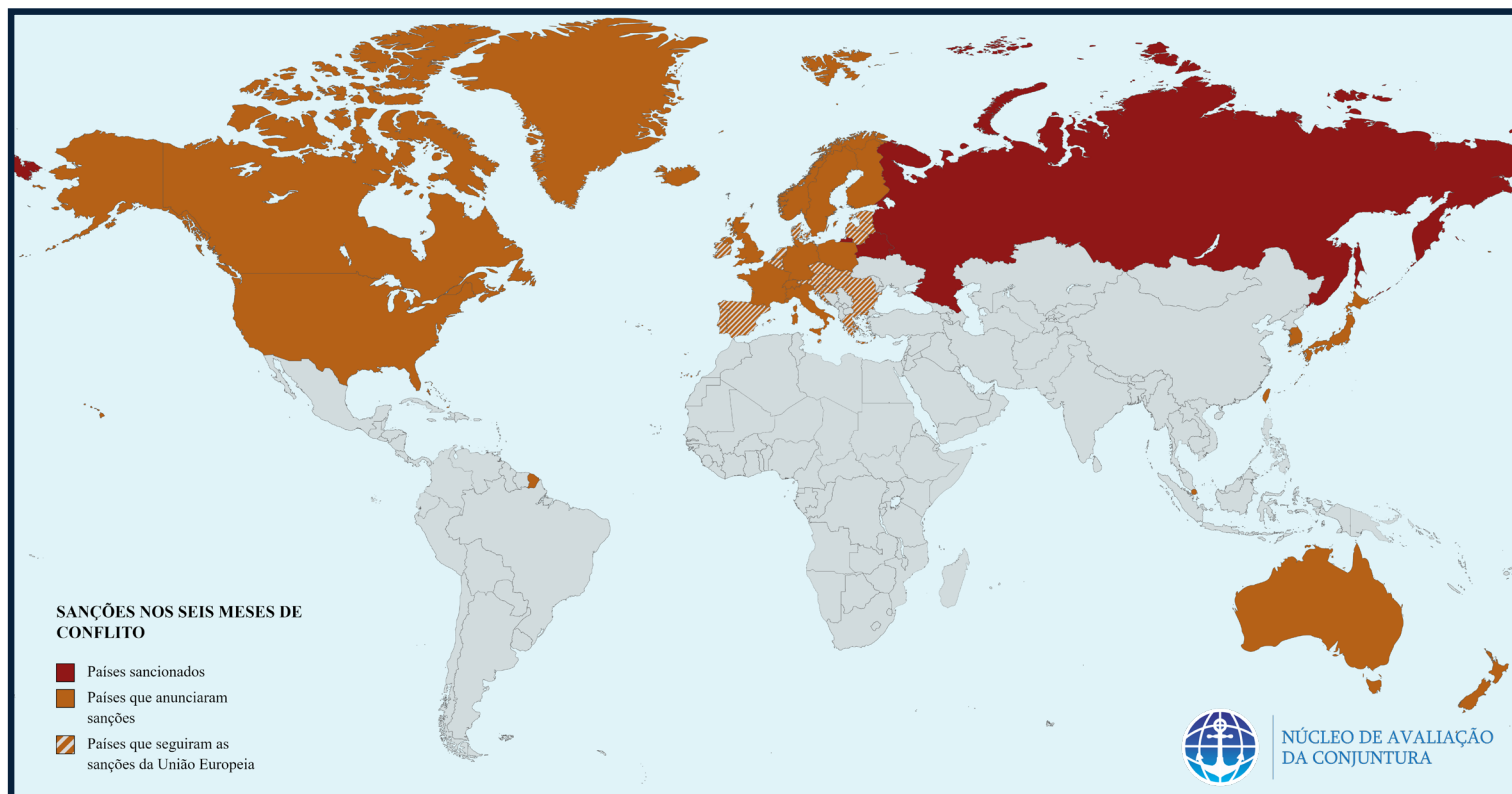 SANÇÕES NOS SEIS MESES DE
CONFLITO
Países sancionados
Países que anunciaram
sanções
Países que seguiram as
sanções da União Europeia
NÚCLEO DE AVALIAÇÃO
DA CONJUNTURA